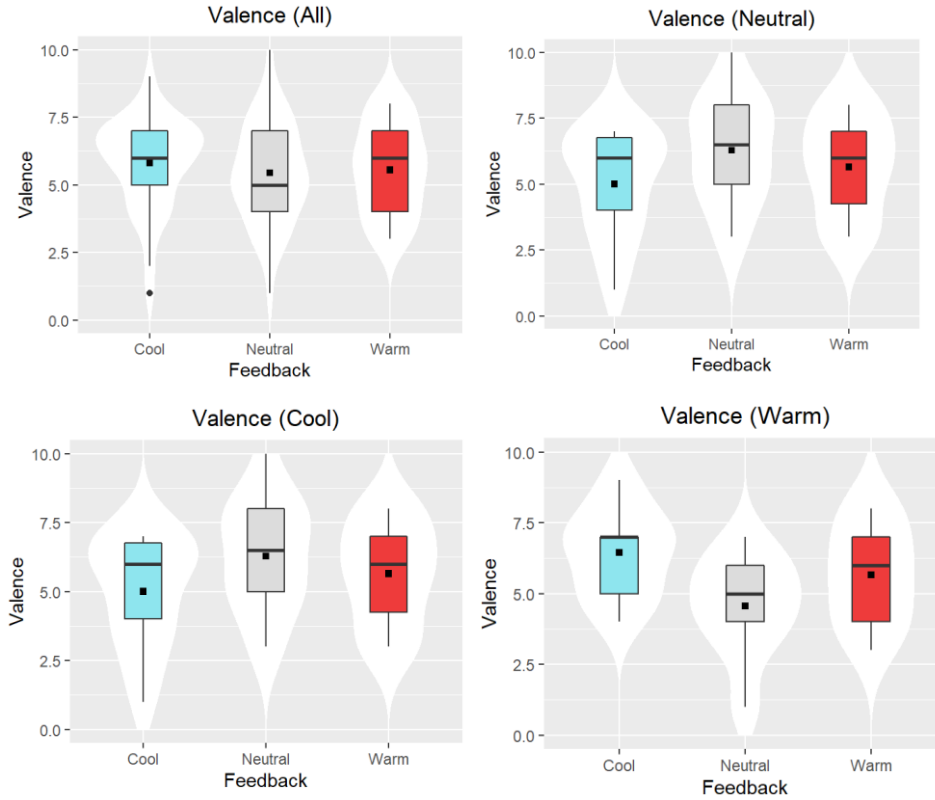 Valence (All)
10.0
7.5
5.0
2.5
0.0
Valence
Cool Neutral Warm
Feedback
Valence (Neutral)
10.0
7.5
5.0
2.5
0.0
Valence
Cool Neutral Warm
Feedback
Valence (Cool)
10.0
7.5
5.0
2.5
0.0
Valence
Cool Neutral Warm
Feedback
Valence (Warm)
10.0
7.5
5.0
2.5
0.0
Valence
Cool Neutral Warm
Feedback